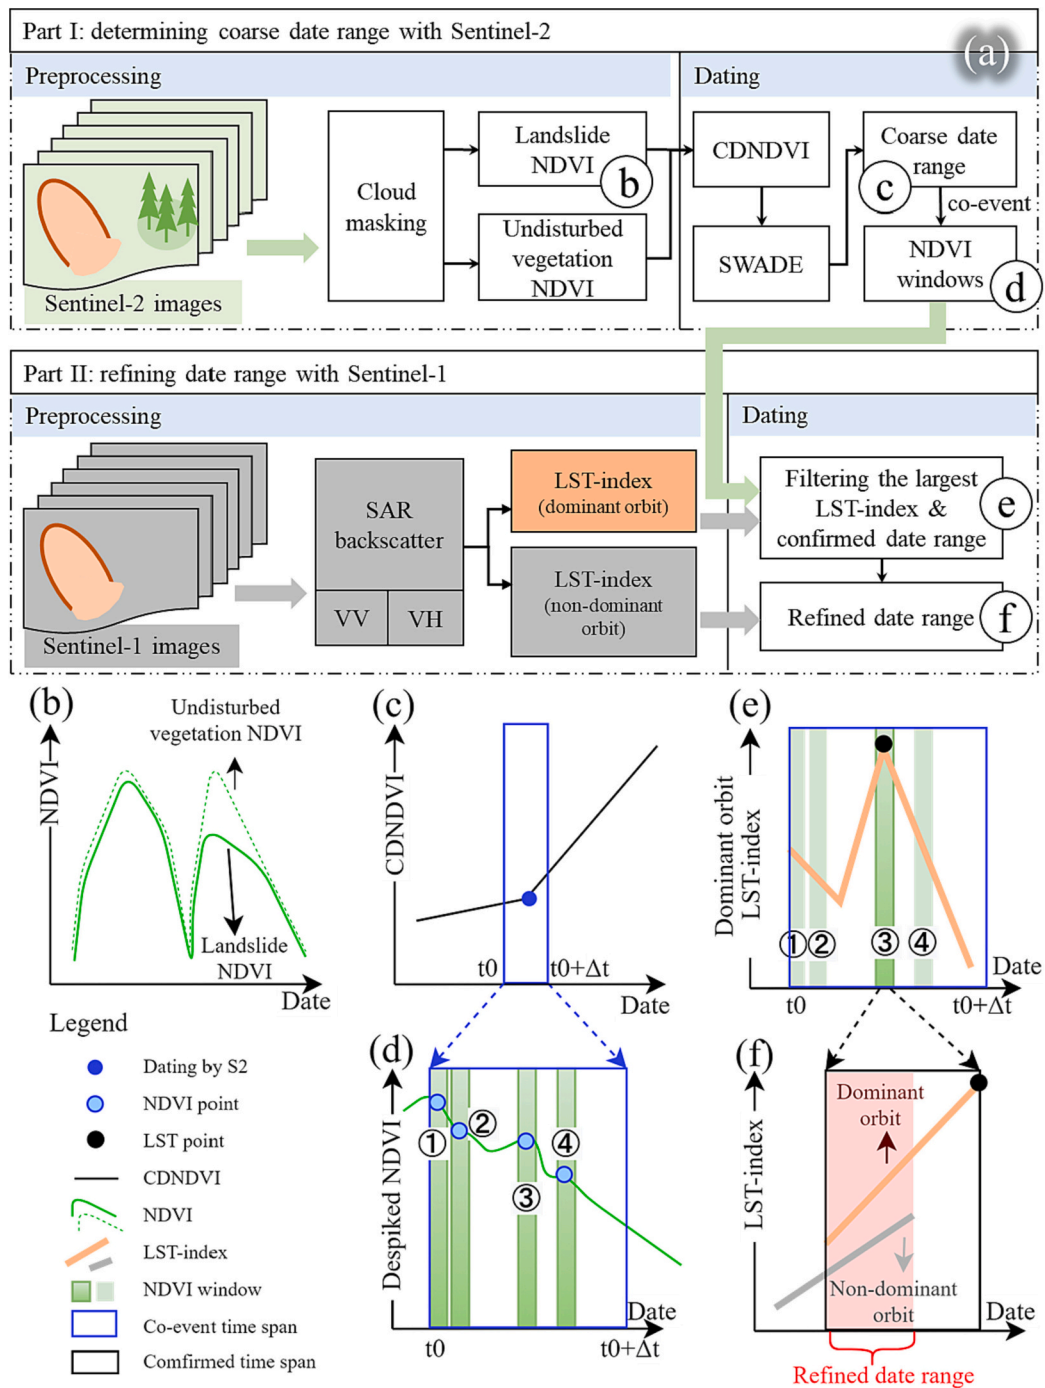 Part I: determining coarse date range with Sentinel-2
(a)
Preprocessing
Dating
Cloud
masking
Landslide
NDVI
b
Undisturbed
vegetation
NDVI
CDNDVI
SWADE
Coarse date
range
c
co-event
NDVI
windows
d
Sentinel-2 images
Part II: refining date range with Sentinel-1
Preprocessing
Dating
SAR
backscatter
VV
VH
LST-index
(dominant orbit)
LST-index
(non-dominant
orbit)
Filtering the largest
LST-index &
confirmed date range
e
Refined date range
f
Sentinel-1 images
(b)
Undisturbed
vegetation NDVI
NDVI
Landslide
NDVI
Date
(c)
CDNDVI
t0
t0+Δt
Date
(e)
Dominant orbit
LST-index
① ② ③ ④
Date
t0
t0+Δt
Legend
Dating by S2
NDVI point
LST point
CDNDVI
NDVI
LST-index
NDVI window
Co-event time span
Comfirmed time span
(d)
Despiked NDVI
① ② ③ ④
Date
t0
t0+Δt
(f)
LST-index
Dominant
orbit
Non-dominant
orbit
Date
Refined date range